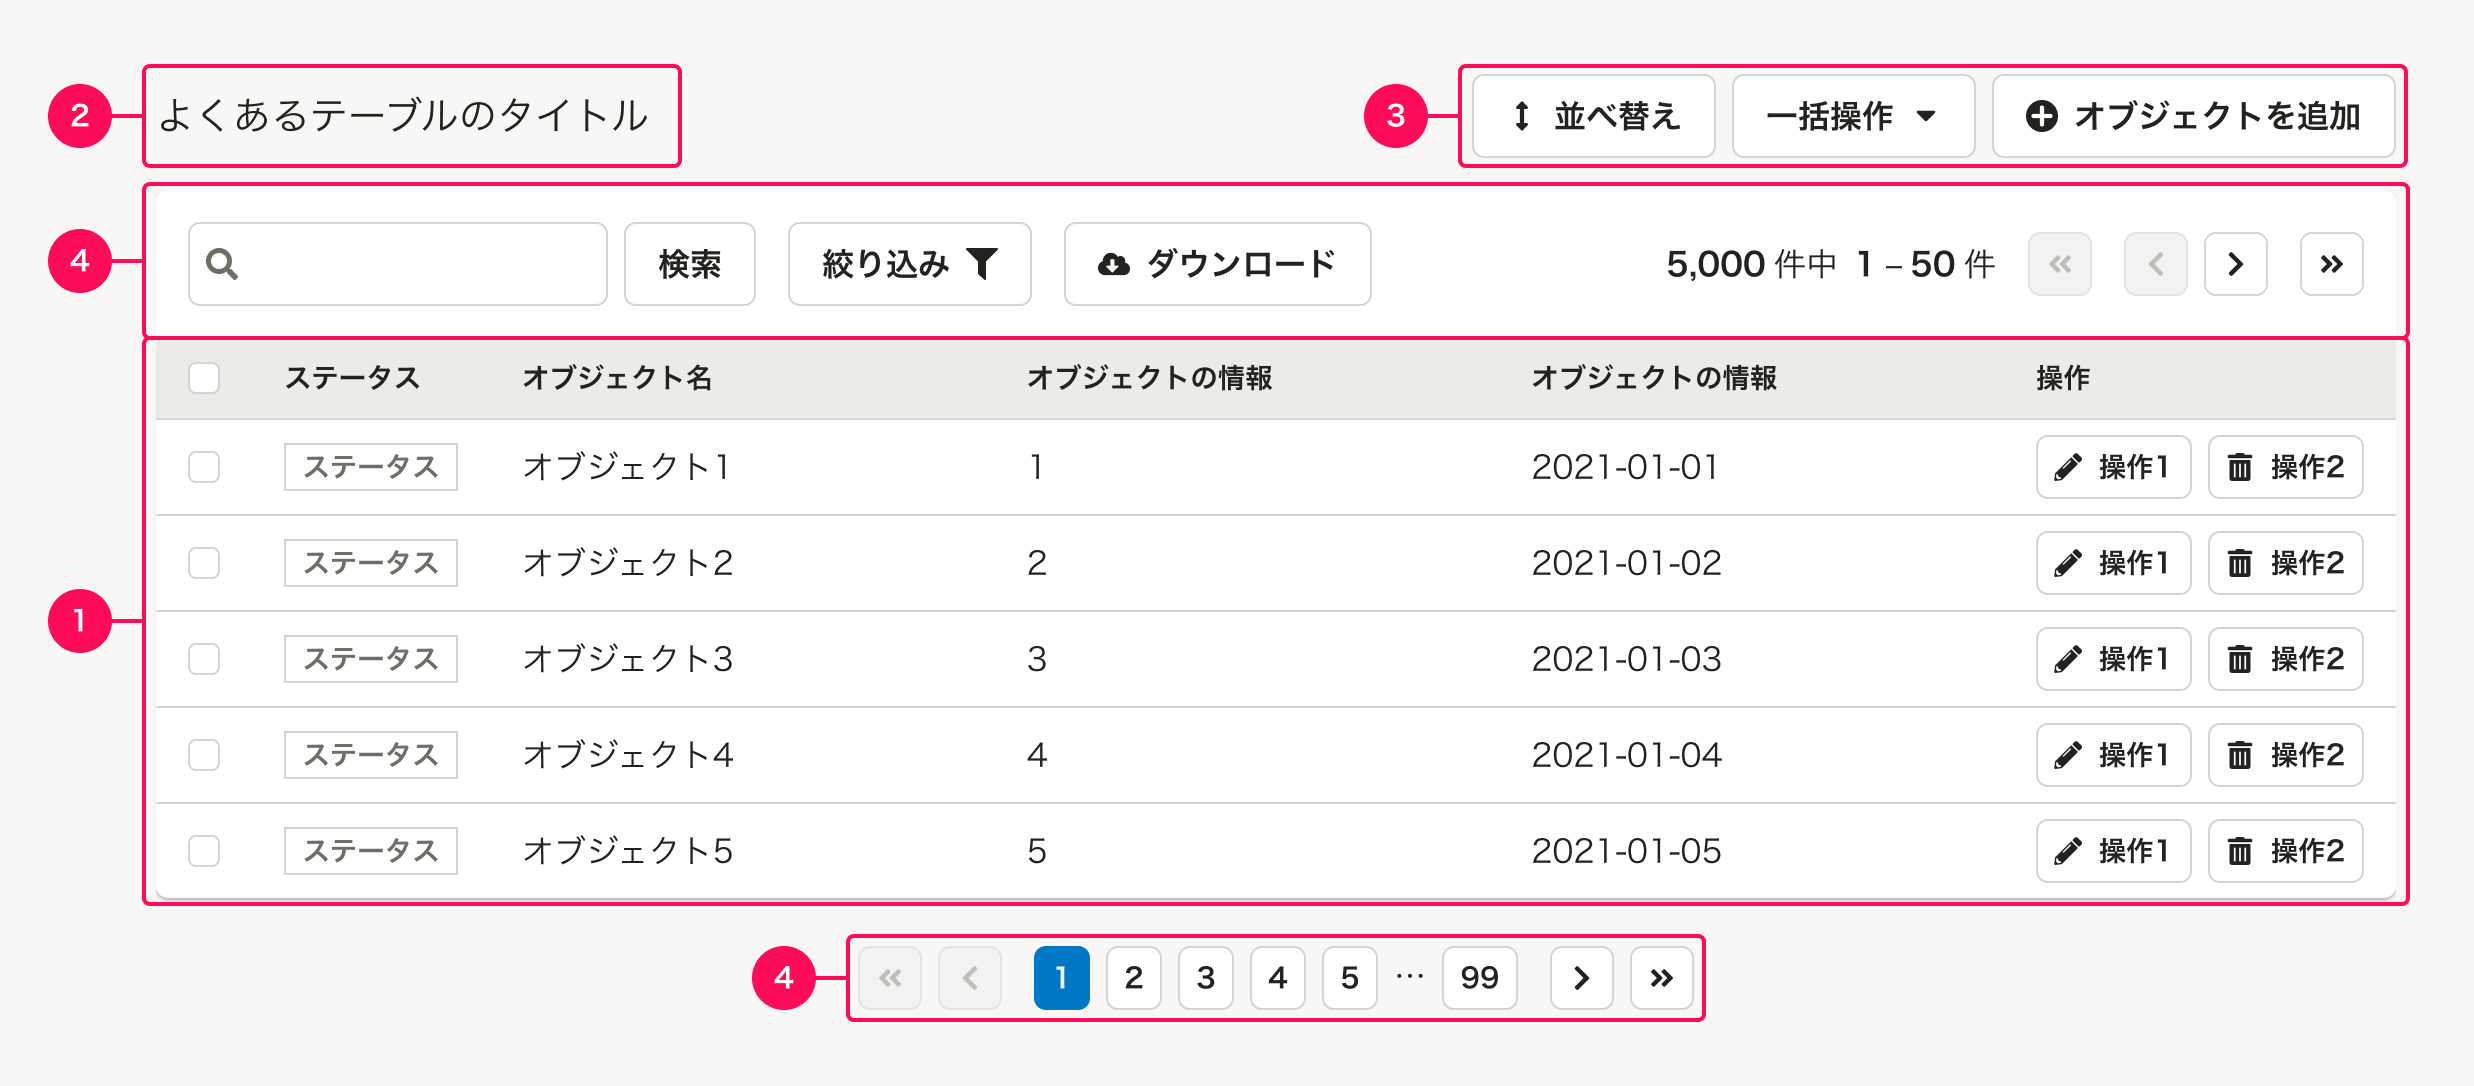 2 よくあるテーブルのタイトル 3 並べ替え 一括操作 オブジェクトを追加
4 検索 絞り込み ダウンロード 5,000 件中 1 – 50 件
ステータス オブジェクト名 オブジェクトの情報 オブジェクトの情報 操作
ステータス オブジェクト1 1 2021-01-01 操作1 操作2
ステータス オブジェクト2 2 2021-01-02 操作1 操作2
1
ステータス オブジェクト3 3 2021-01-03 操作1 操作2
ステータス オブジェクト4 4 2021-01-04 操作1 操作2
ステータス オブジェクト5 5 2021-01-05 操作1 操作2
4 1 2 3 4 5 … 99